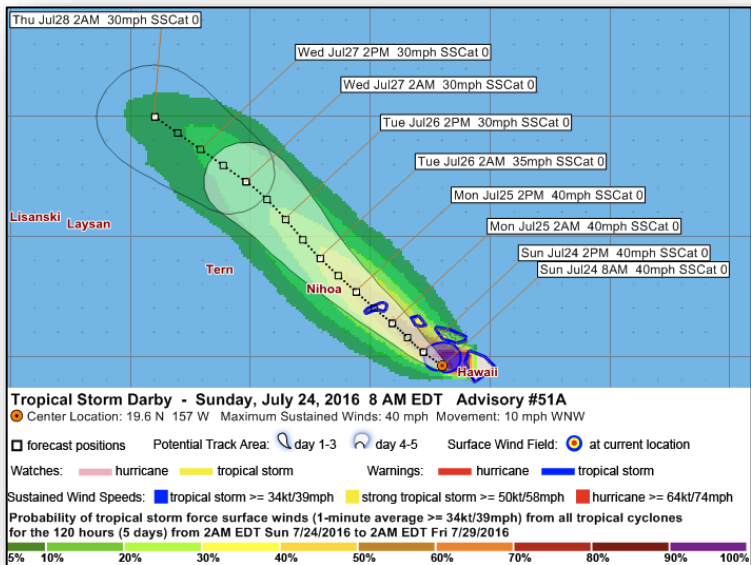 Thu Jul28 2AM 30mph SSCat 0
Wed Jul27 2PM 30mph SSCat 0
Wed Jul27 2AM 30mph SSCat 0
Tue Jul26 2PM 30mph SSCat 0
Tue Jul26 2AM 35mph SSCat 0
Mon Jul25 2PM 40mph SSCat 0
Mon Jul25 2AM 40mph SSCat 0
Sun Jul24 2PM 40mph SSCat 0
Sun Jul24 8AM 40mph SSCat 0
Lisanski
Laysan
Tern
Nihoa
Hawaii
Tropical Storm Darby - Sunday, July 24, 2016 8 AM EDT Advisory #51A
Center Location: 19.6 N 157 W Maximum Sustained Winds: 40 mph Movement: 10 mph WNW
forecast positions Potential Track Area: day 1-3 day 4-5 Surface Wind Field: at current location
Watches: hurricane tropical storm Warnings: hurricane tropical storm
Sustained Wind Speeds: tropical storm >= 34kt/39mph strong tropical storm >= 50kt/58mph hurricane >= 64kt/74mph
Probability of tropical storm force surface winds (1-minute average >= 34kt/39mph) from all tropical cyclones
for the 120 hours (5 days) from 2AM EDT Sun 7/24/2016 to 2AM EDT Fri 7/29/2016
5% 10% 20% 30% 40% 50% 60% 70% 80% 90% 100%